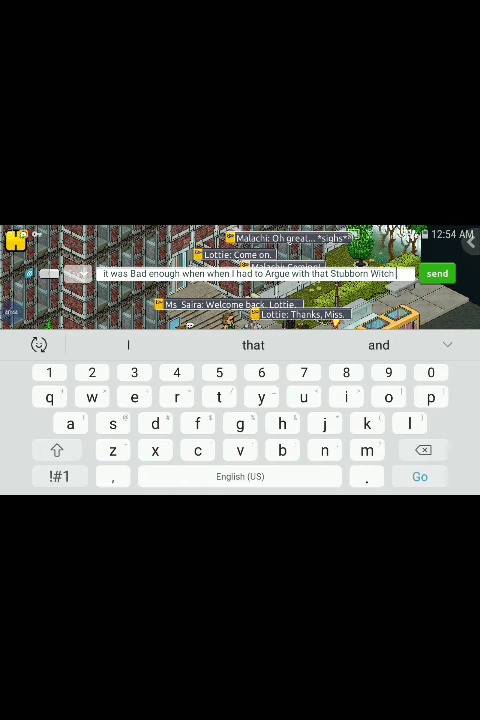 Malachi: Oh great... *sighs*
12:54 AM
Lottie: Come on.
it was Bad enough when when I had to Argue with that Stubborn Witch
send
Ms Saira: Welcome back, Lottie.
Lottie: Thanks, Miss.
I that and
1 2 3 4 5 6 7 8 9 0
q w e r t y u i o p
a s d f g h j k l
z x c v b n m
!#1 , English (US) . Go